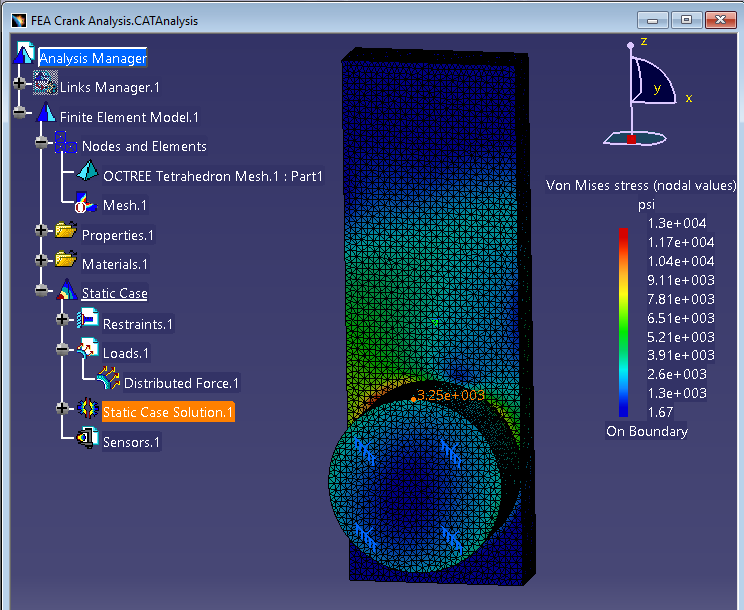 FEA Crank Analysis.CATAnalysis
Analysis Manager
Links Manager.1
Finite Element Model.1
Nodes and Elements
OCTREE Tetrahedron Mesh.1 : Part1
Mesh.1
Properties.1
Materials.1
Static Case
Restraints.1
Loads.1
Distributed Force.1
Static Case Solution.1
Sensors.1
3.25e+003
z
y
x
Von Mises stress (nodal values)
psi
1.3e+004
1.17e+004
1.04e+004
9.11e+003
7.81e+003
6.51e+003
5.21e+003
3.91e+003
2.6e+003
1.3e+003
1.67
On Boundary